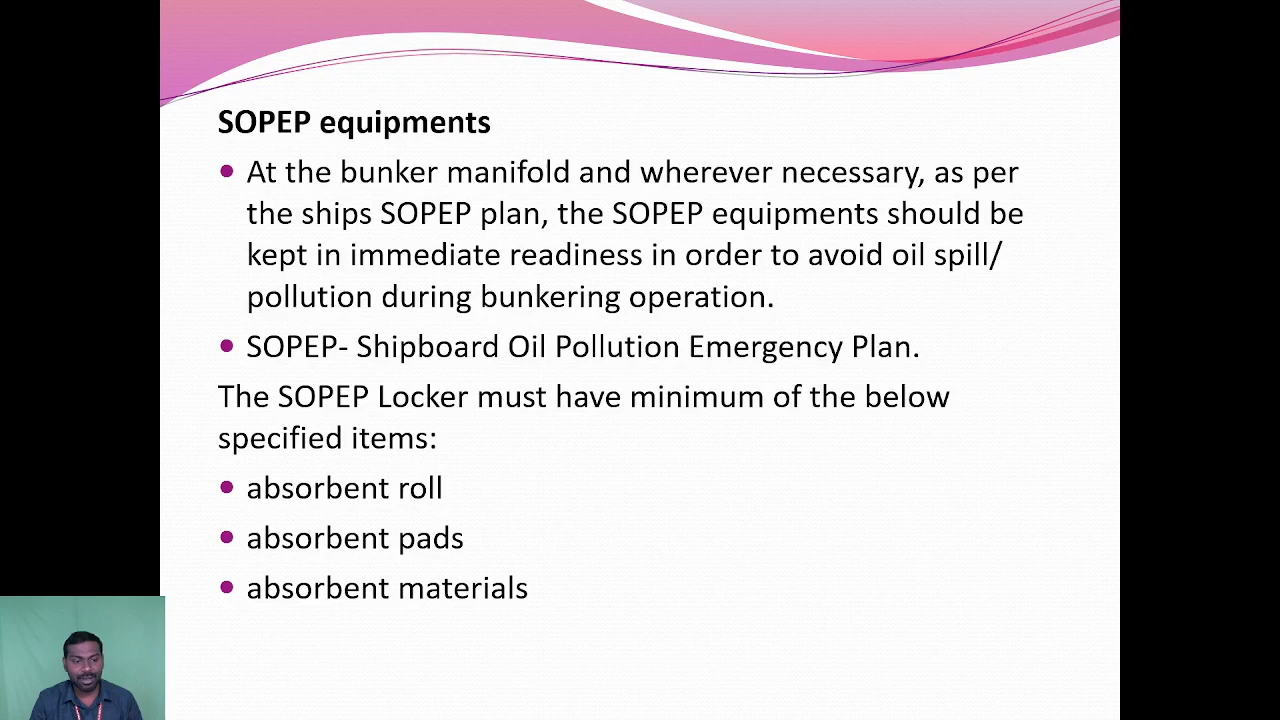 SOPEP equipments
At the bunker manifold and wherever necessary, as per
the ships SOPEP plan, the SOPEP equipments should be
kept in immediate readiness in order to avoid oil spill/
pollution during bunkering operation.
SOPEP- Shipboard Oil Pollution Emergency Plan.
The SOPEP Locker must have minimum of the below
specified items:
absorbent roll
absorbent pads
absorbent materials